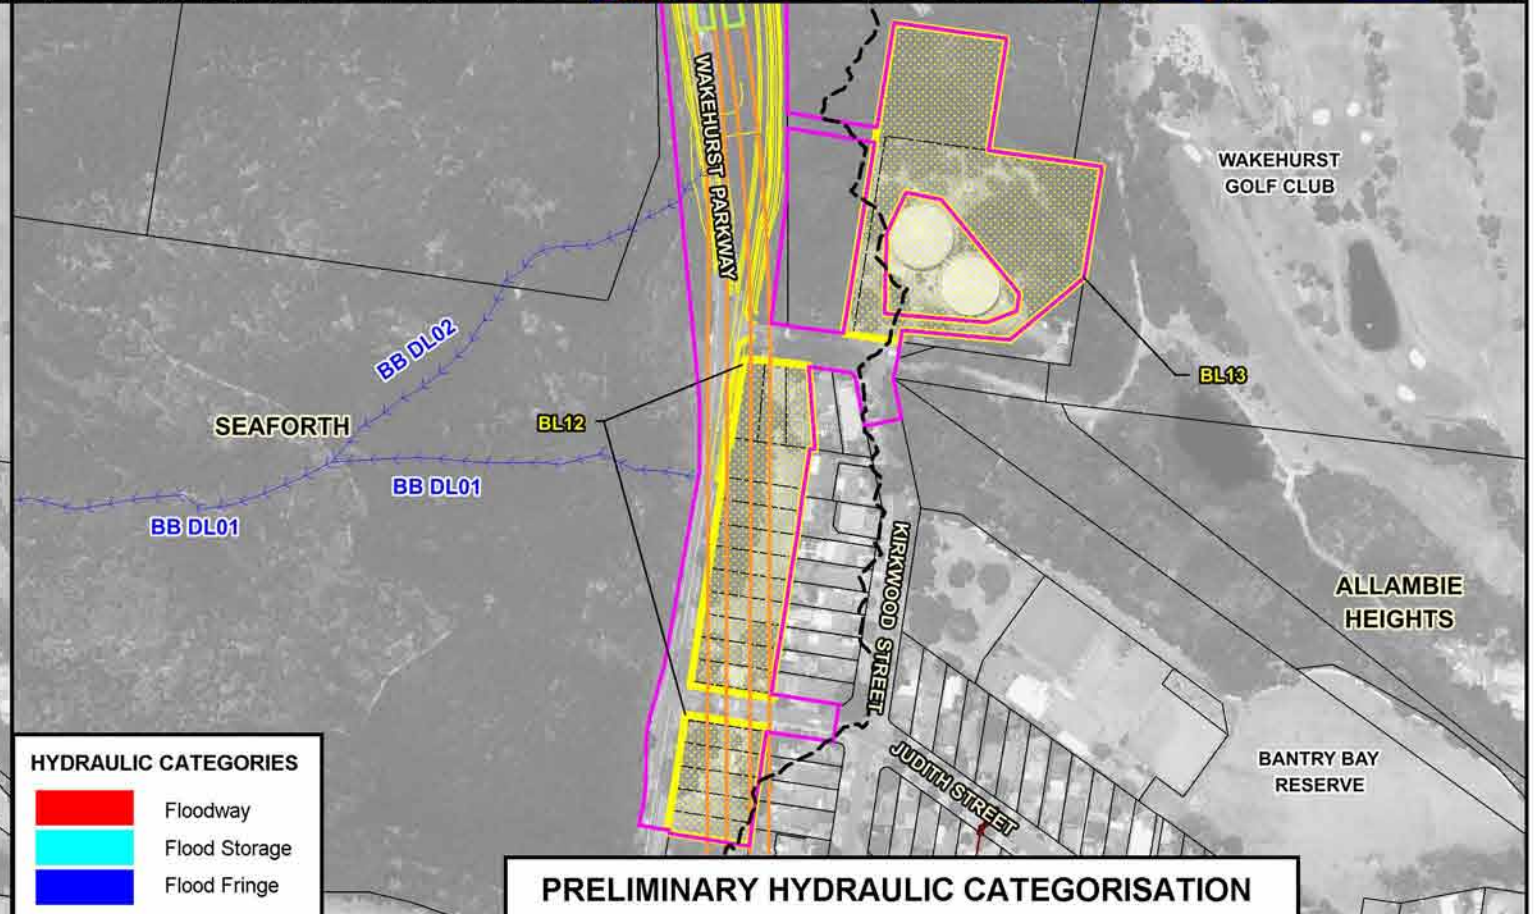 WAKEHURST PARKWAY
WAKEHURST
GOLF CLUB
BB DL02
BL13
SEAFORTH
BL12
BB DL01
BB DL01
KIRKWOOD STREET
ALLAMBIE
HEIGHTS
JUDITH STREET
BANTRY BAY
RESERVE
HYDRAULIC CATEGORIES
Floodway
Flood Storage
Flood Fringe
PRELIMINARY HYDRAULIC CATEGORISATION